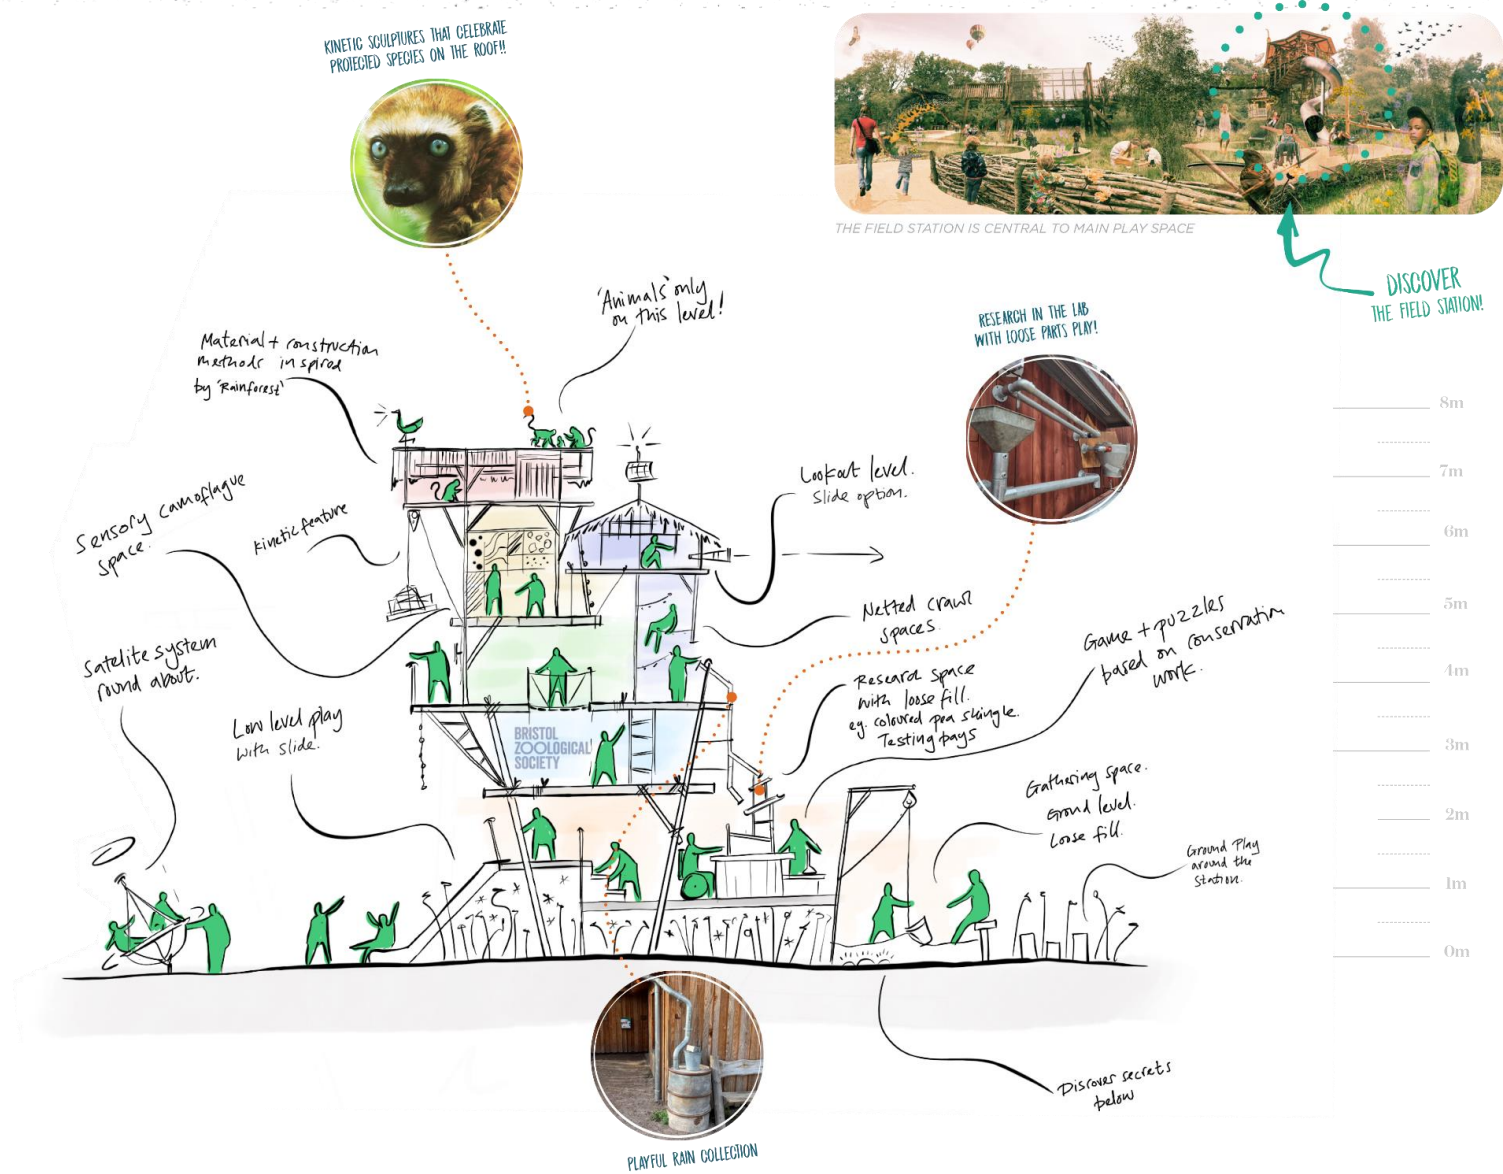 KINETIC SCULPTURES THAT CELEBRATE
PROTECTED SPECIES ON THE ROOF!!
THE FIELD STATION IS CENTRAL TO MAIN PLAY SPACE
DISCOVER
THE FIELD STATION!
'Animals' only
on this level!
RESEARCH IN THE LAB
WITH LOOSE PARTS PLAY!
Material + construction
methods inspired
by 'Rainforest'
Sensory camoflague
space.
Kinetic feature
Lookout level.
Slide option.
Netted crawl
spaces.
Satelite system
round about.
Low level play
with slide.
Research space
with loose fill.
eg. coloured pea shingle.
Testing bays
Game + puzzles
based on conservation
work.
BRISTOL
ZOOLOGICAL
SOCIETY
Gathering space.
Ground level.
Loose fill.
Ground Play
around the
station.
Discover secrets
below
PLAYFUL RAIN COLLECTION
8m
7m
6m
5m
4m
3m
2m
1m
0m